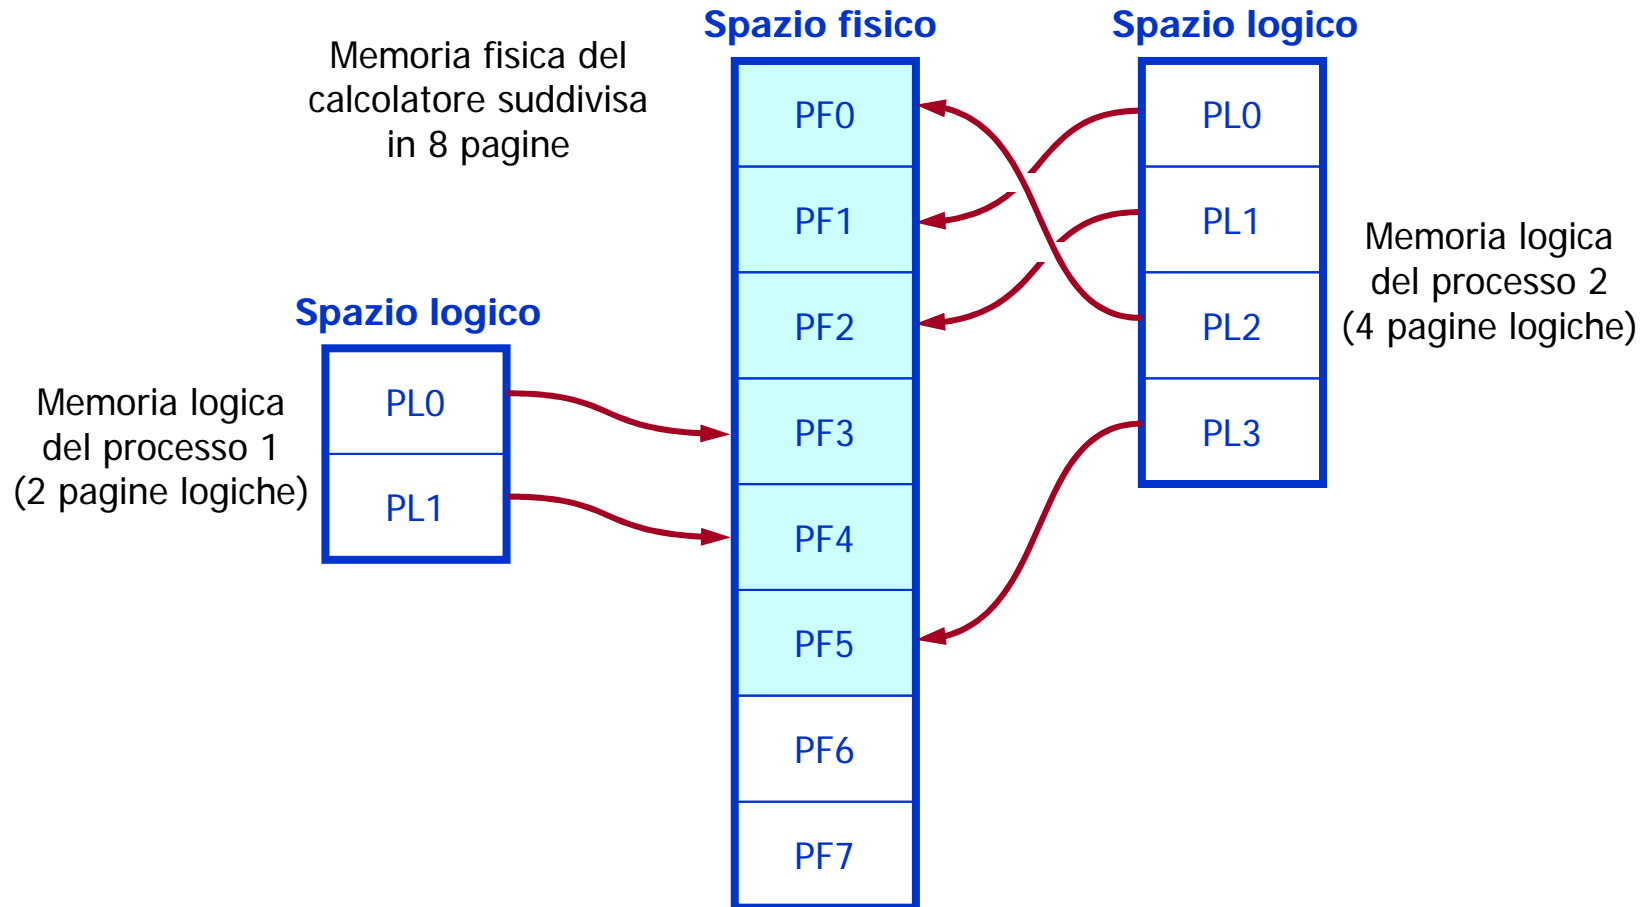 Spazio fisico
Spazio logico
Memoria fisica del
calcolatore suddivisa
in 8 pagine
PF0
PF1
PF2
PF3
PF4
PF5
PF6
PF7
PL0
PL1
PL2
PL3
Memoria logica
del processo 2
(4 pagine logiche)
Spazio logico
PL0
PL1
Memoria logica
del processo 1
(2 pagine logiche)